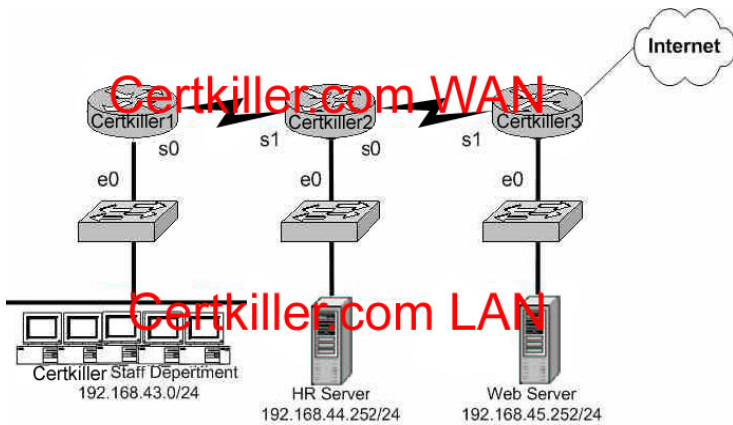 Internet
Certkiller.com WAN
Certkiller1
Certkiller2
Certkiller3
s0
s1
s0
s1
e0
e0
e0
Certkiller.com LAN
Certkiller Staff Depertment
192.168.43.0/24
HR Server
192.168.44.252/24
Web Server
192.168.45.252/24